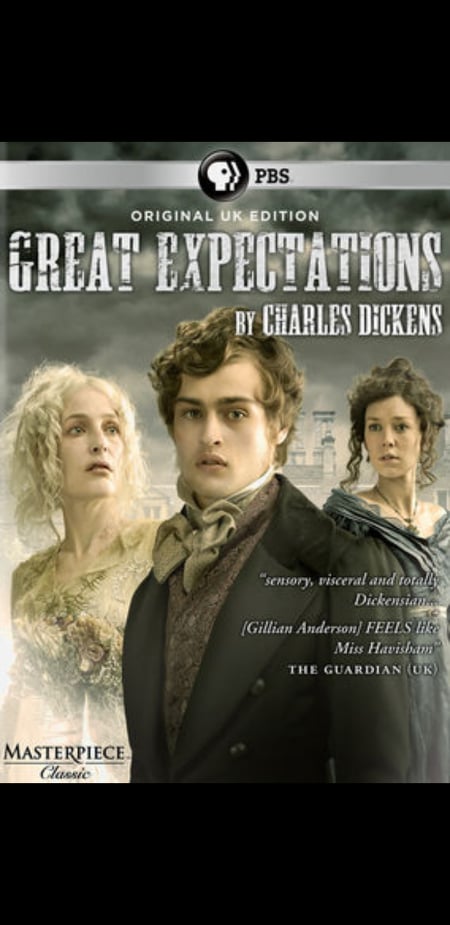 PBS
ORIGINAL UK EDITION
GREAT EXPECTATIONS
BY CHARLES DICKENS
“sensory, visceral and totally
Dickensian...
[Gillian Anderson] FEELS like
Miss Havisham”
THE GUARDIAN (UK)
MASTERPIECE
Classic